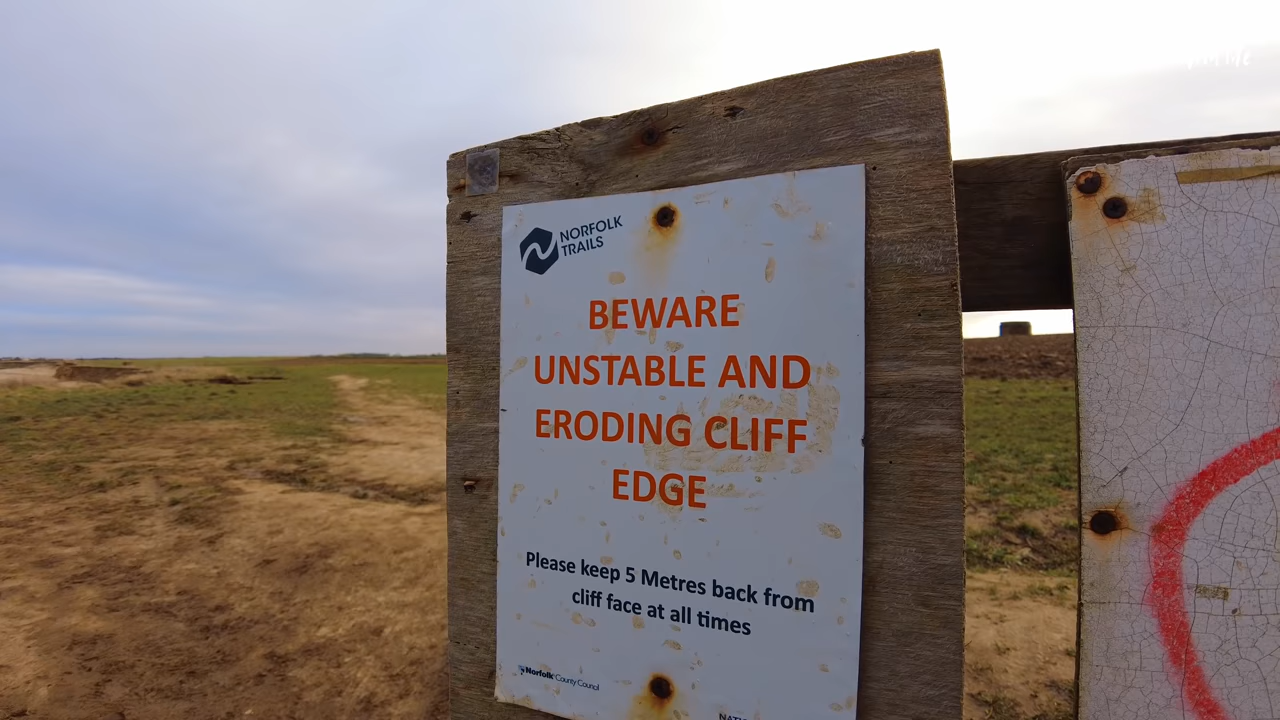 NORFOLK
TRAILS
BEWARE
UNSTABLE AND
ERODING CLIFF
EDGE
Please keep 5 Metres back from
cliff face at all times
Norfolk County Council